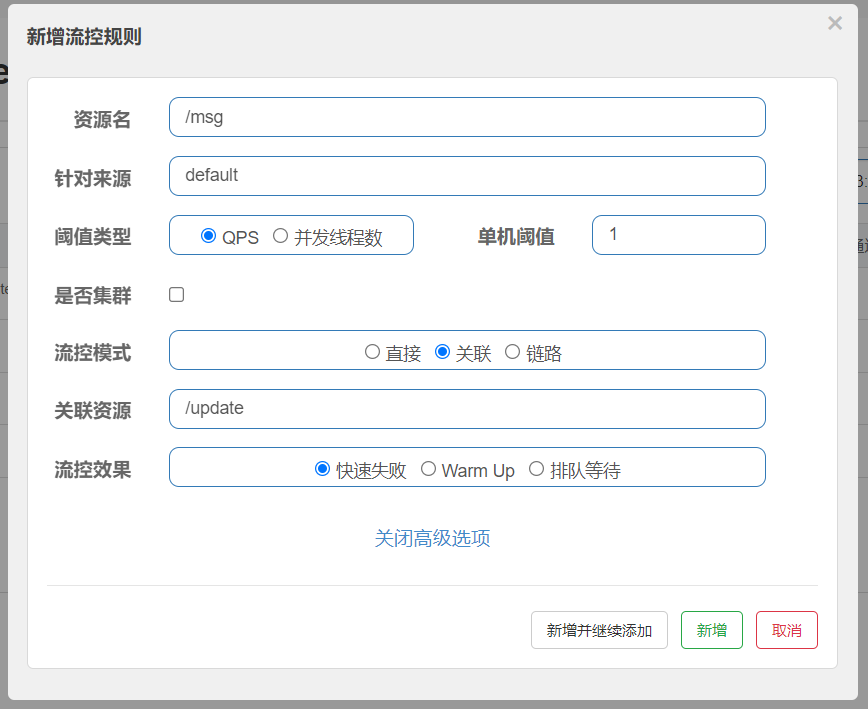 新增流控规则
×
资源名 /msg
针对来源 default
阈值类型 QPS 并发线程数 单机阈值 1
是否集群
流控模式 直接 关联 链路
关联资源 /update
流控效果 快速失败 Warm Up 排队等待
关闭高级选项
新增并继续添加 新增 取消